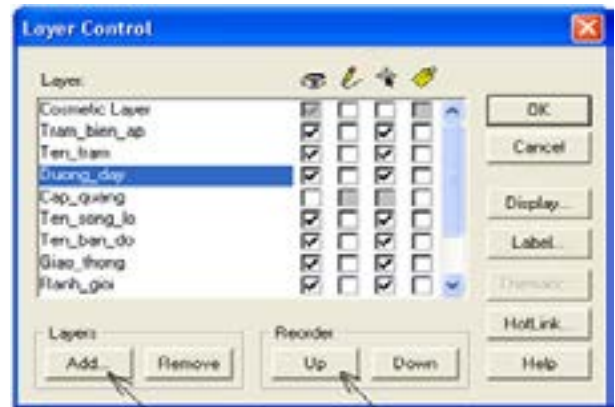 Layer Control
Layer:
Cosmetic Layer
Tram_bien_ap
Ten_tram
Duong_day
Cap_quang
Ten_song_lo
Ten_ban_do
Giao_thong
Ranh_gioi
OK
Cancel
Display...
Label...
Thematic...
HotLink...
Help
Layers
Add...
Remove
Reorder
Up
Down